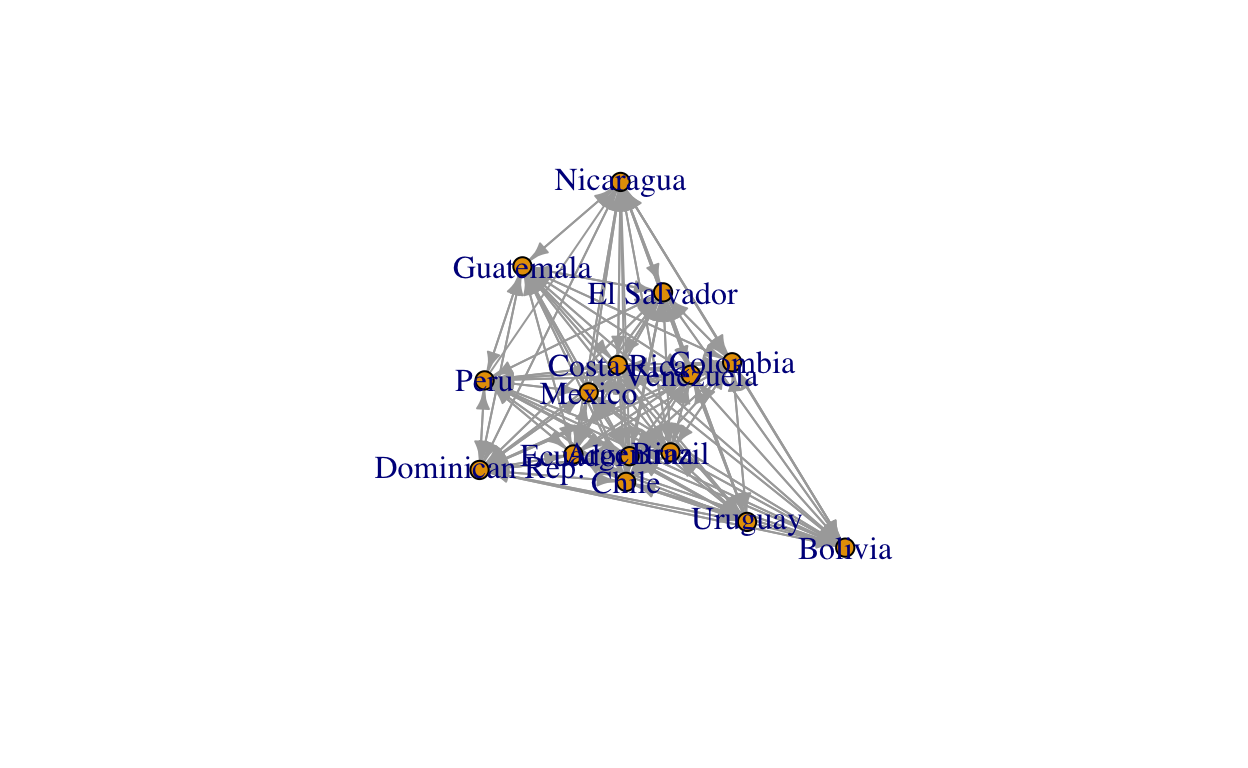 Nicaragua
Guatemala
El Salvador
Costa Rica
Colombia
Venezuela
Peru
Mexico
Ecuador
Argentina
Brazil
Dominican Rep.
Chile
Uruguay
Bolivia